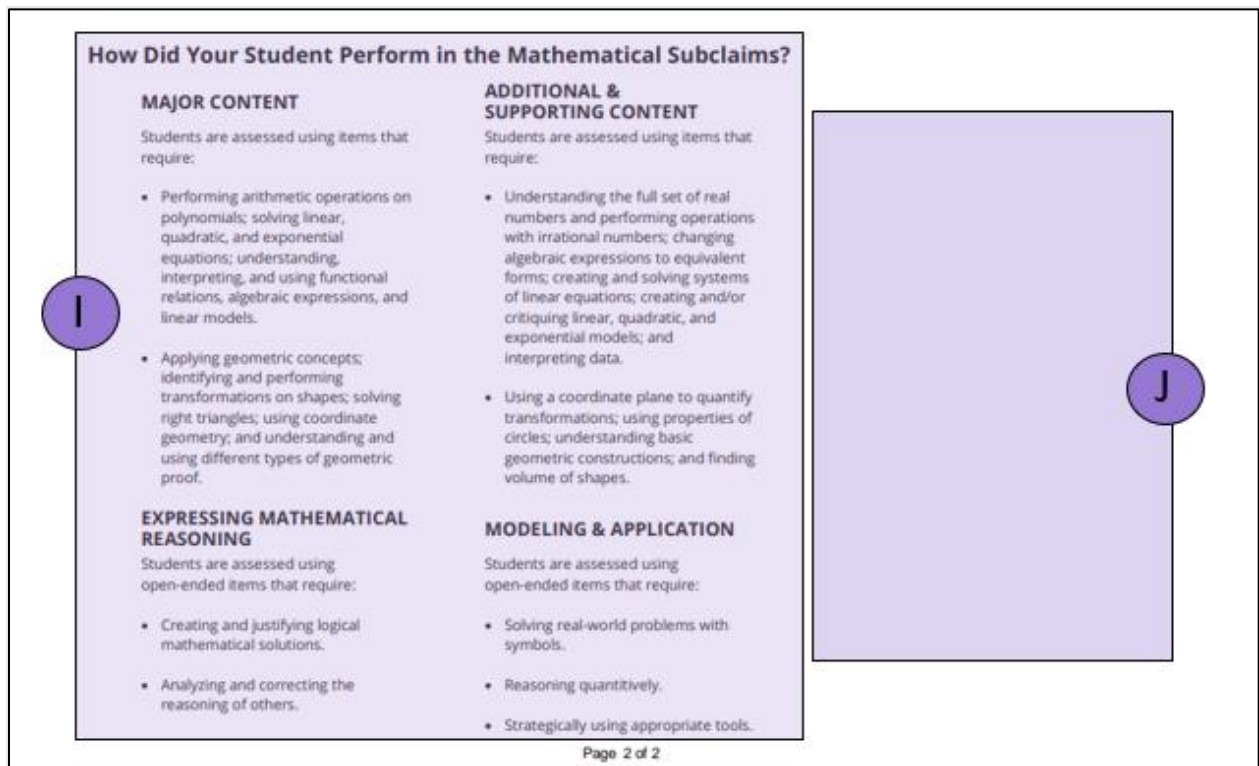 How Did Your Student Perform in the Mathematical Subclaims?
MAJOR CONTENT
Students are assessed using items that
require:
• Performing arithmetic operations on
polynomials; solving linear,
quadratic, and exponential
equations; understanding,
interpreting, and using functional
relations, algebraic expressions, and
linear models.
• Applying geometric concepts;
identifying and performing
transformations on shapes; solving
right triangles; using coordinate
geometry; and understanding and
using different types of geometric
proof.
ADDITIONAL &
SUPPORTING CONTENT
Students are assessed using items that
require:
• Understanding the full set of real
numbers and performing operations
with irrational numbers; changing
algebraic expressions to equivalent
forms; creating and solving systems
of linear equations; creating and/or
critiquing linear, quadratic, and
exponential models; and
interpreting data.
• Using a coordinate plane to quantify
transformations; using properties of
circles; understanding basic
geometric constructions; and finding
volume of shapes.
EXPRESSING MATHEMATICAL
REASONING
Students are assessed using
open-ended items that require:
• Creating and justifying logical
mathematical solutions.
• Analyzing and correcting the
reasoning of others.
MODELING & APPLICATION
Students are assessed using
open-ended items that require:
• Solving real-world problems with
symbols.
• Reasoning quantitively.
• Strategically using appropriate tools.
I
J
Page 2 of 2